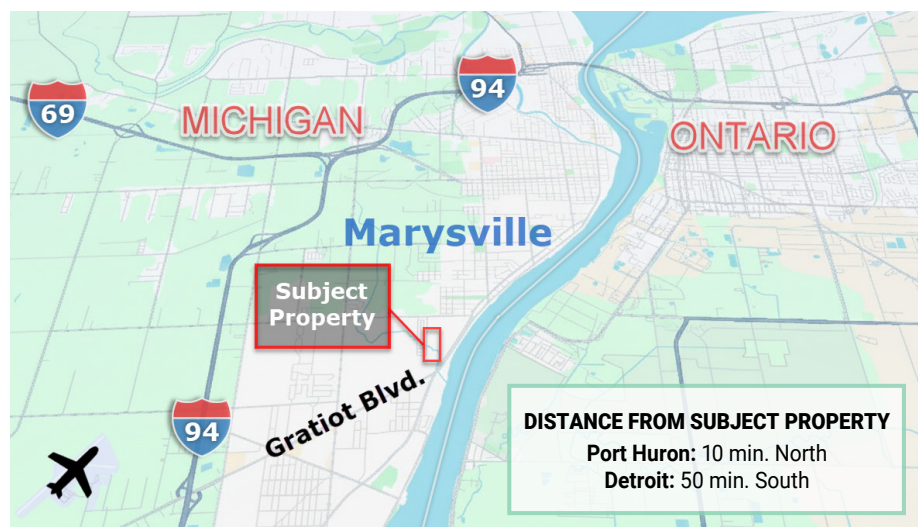 69
MICHIGAN
94
ONTARIO
Marysville
Subject
Property
Gratiot Blvd.
94
DISTANCE FROM SUBJECT PROPERTY
Port Huron: 10 min. North
Detroit: 50 min. South